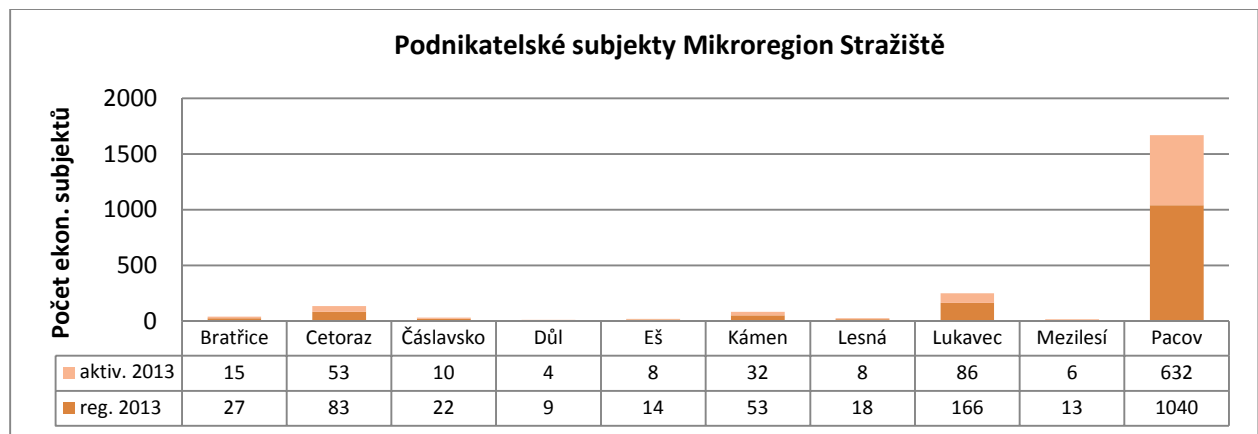 Podnikatelské subjekty Mikroregion Stražiště
Počet ekon. subjektů
2000
1500
1000
500
0
Bratřice Cetoraz Čáslavsko Důl Eš Kámen Lesná Lukavec Mezilesí Pacov
aktiv. 2013 15 53 10 4 8 32 8 86 6 632
reg. 2013 27 83 22 9 14 53 18 166 13 1040